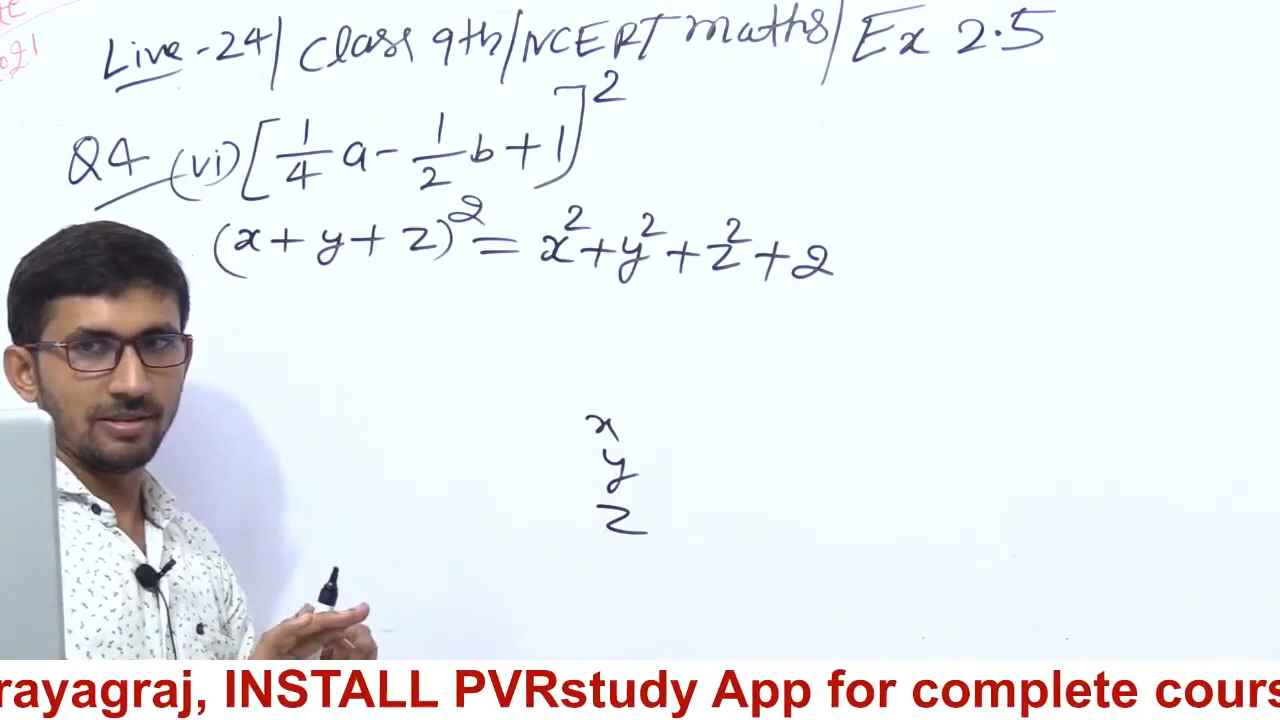 Live-24/ Class 9th/NCERT maths/ Ex 2.5
Q4 (vi) [1/4 a - 1/2 b + 1]²
(x + y + z)² = x² + y² + z² + 2
x
y
z
rayagraj, INSTALL PVRstudy App for complete cours